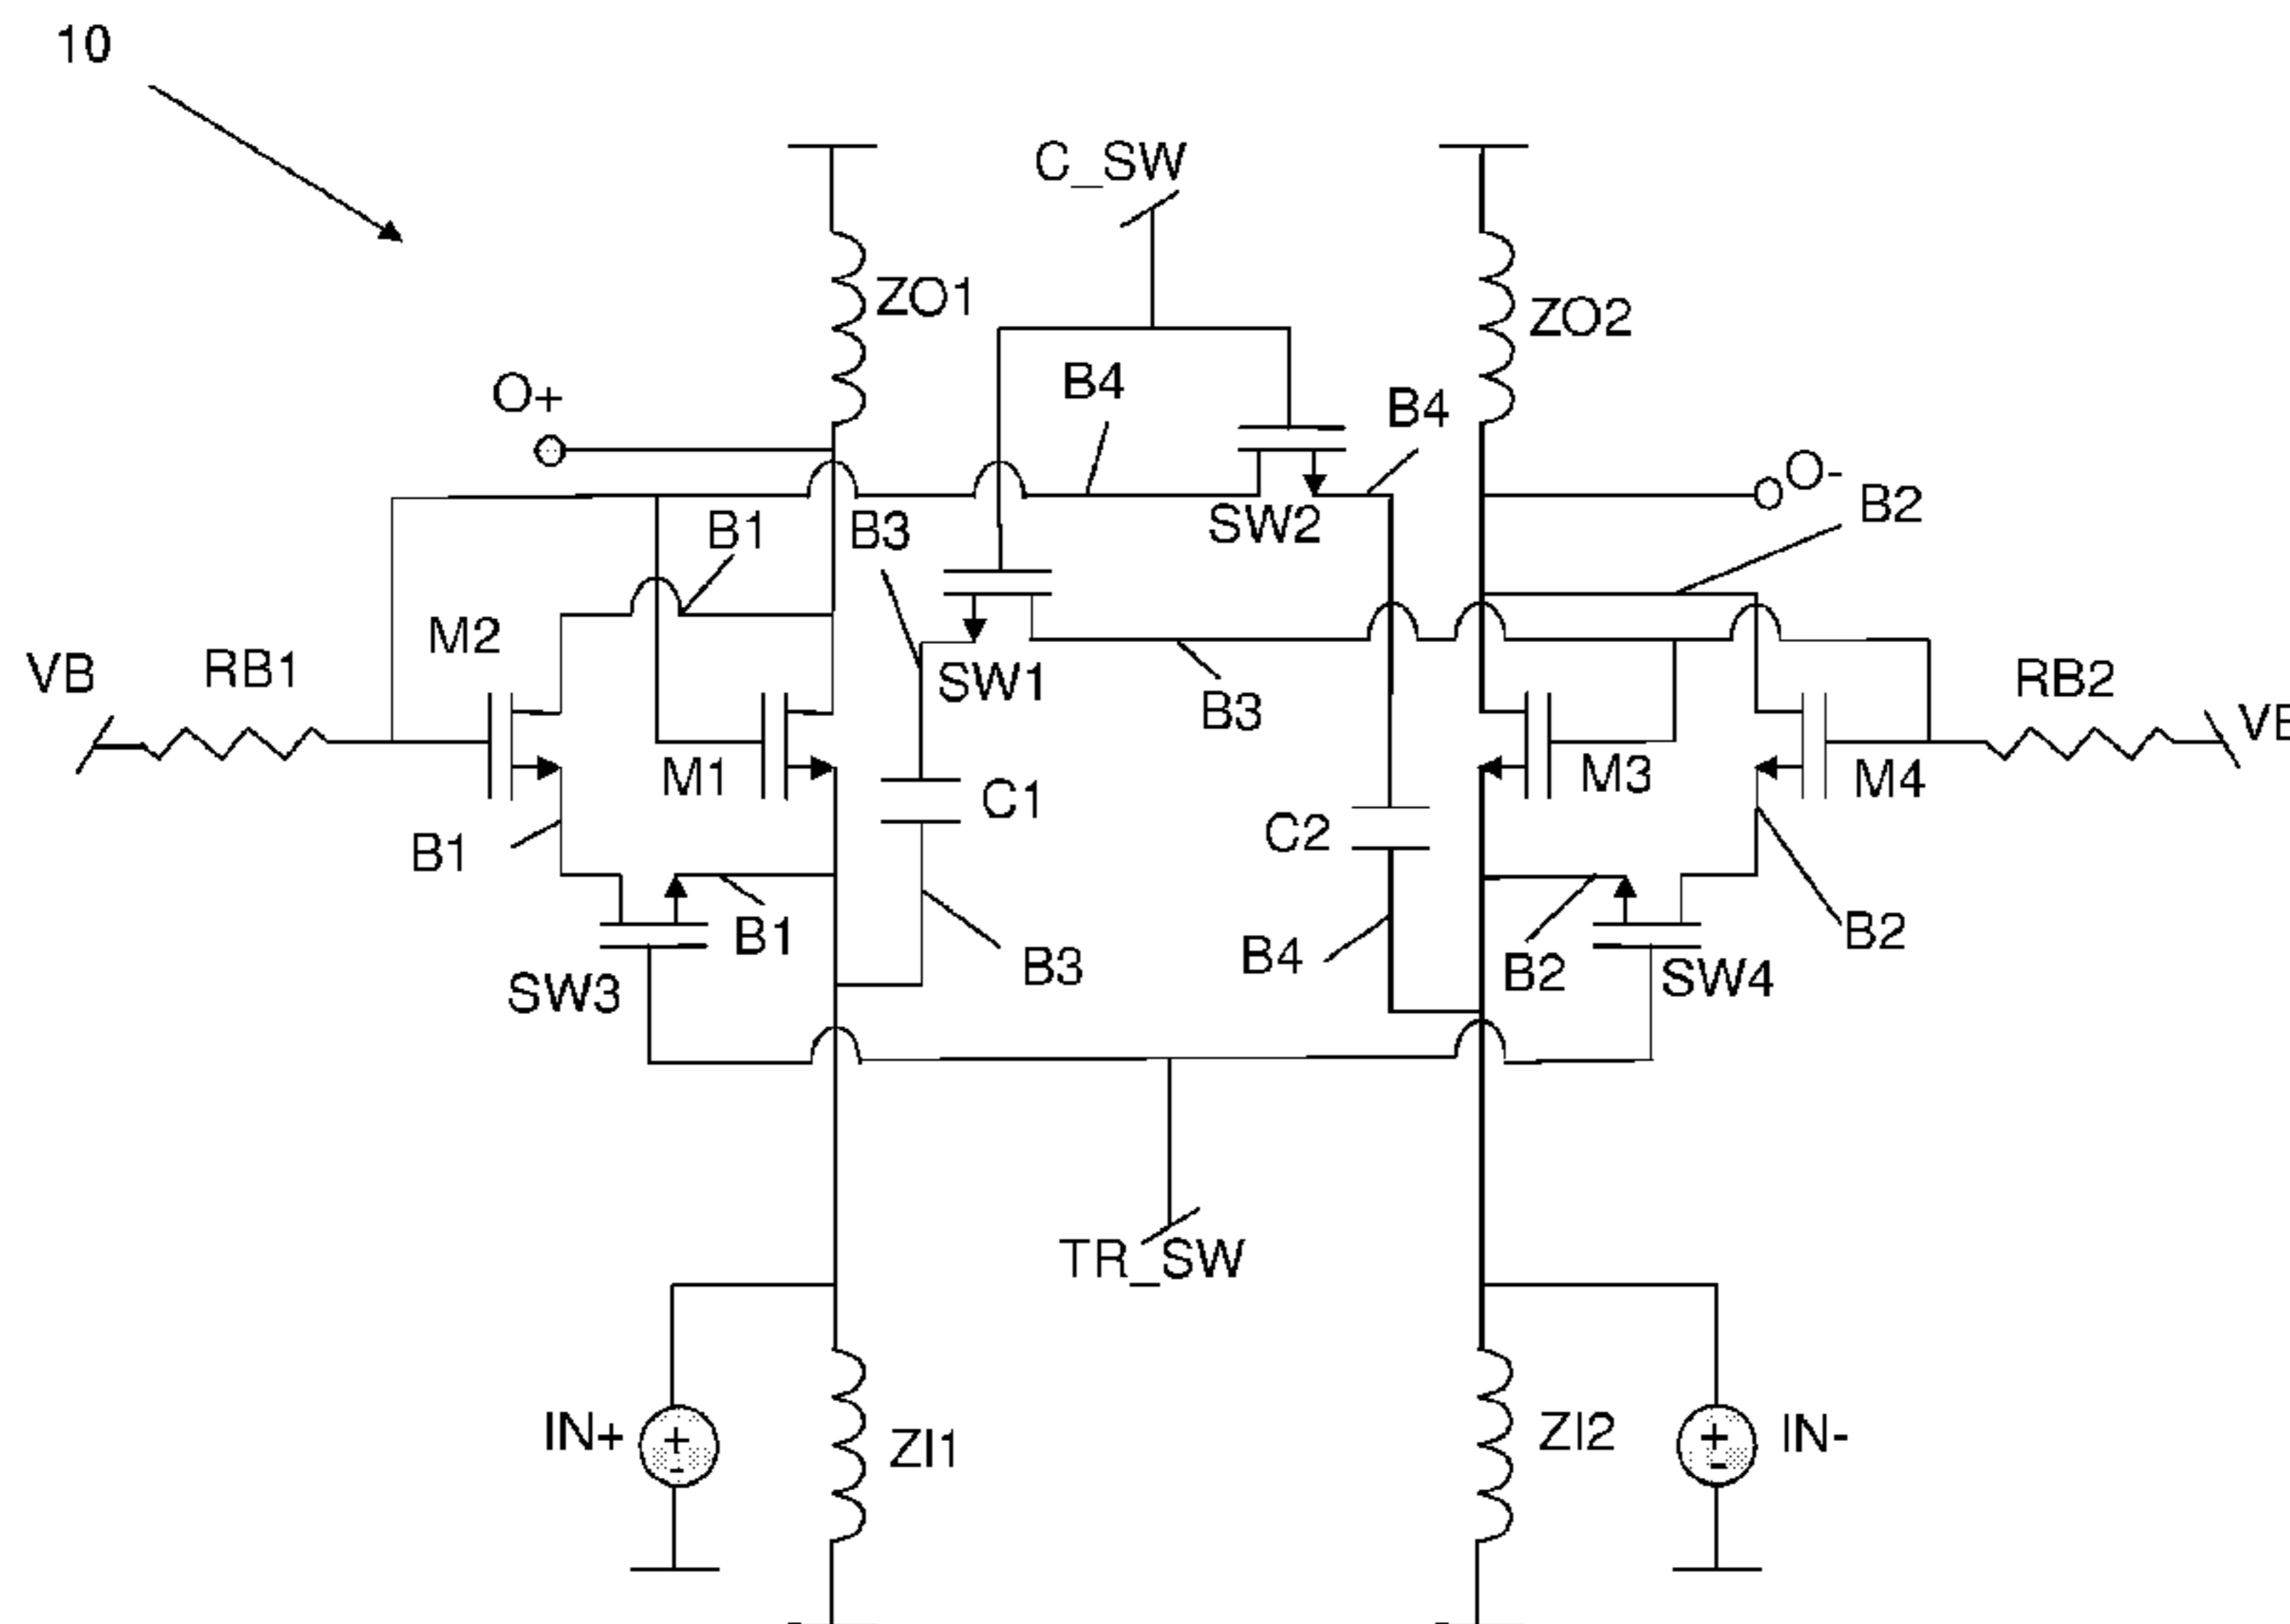 10
C_SW
ZO1
ZO2
B4
O+
B4
O-
B2
B1
B3
SW2
M2
VB
RB1
SW1
B3
RB2
VB
M1
C1
M3
M4
C2
B1
B1
B3
B4
B2
B2
SW3
SW4
TR_SW
IN+
ZI1
ZI2
IN-
+
-
+
-